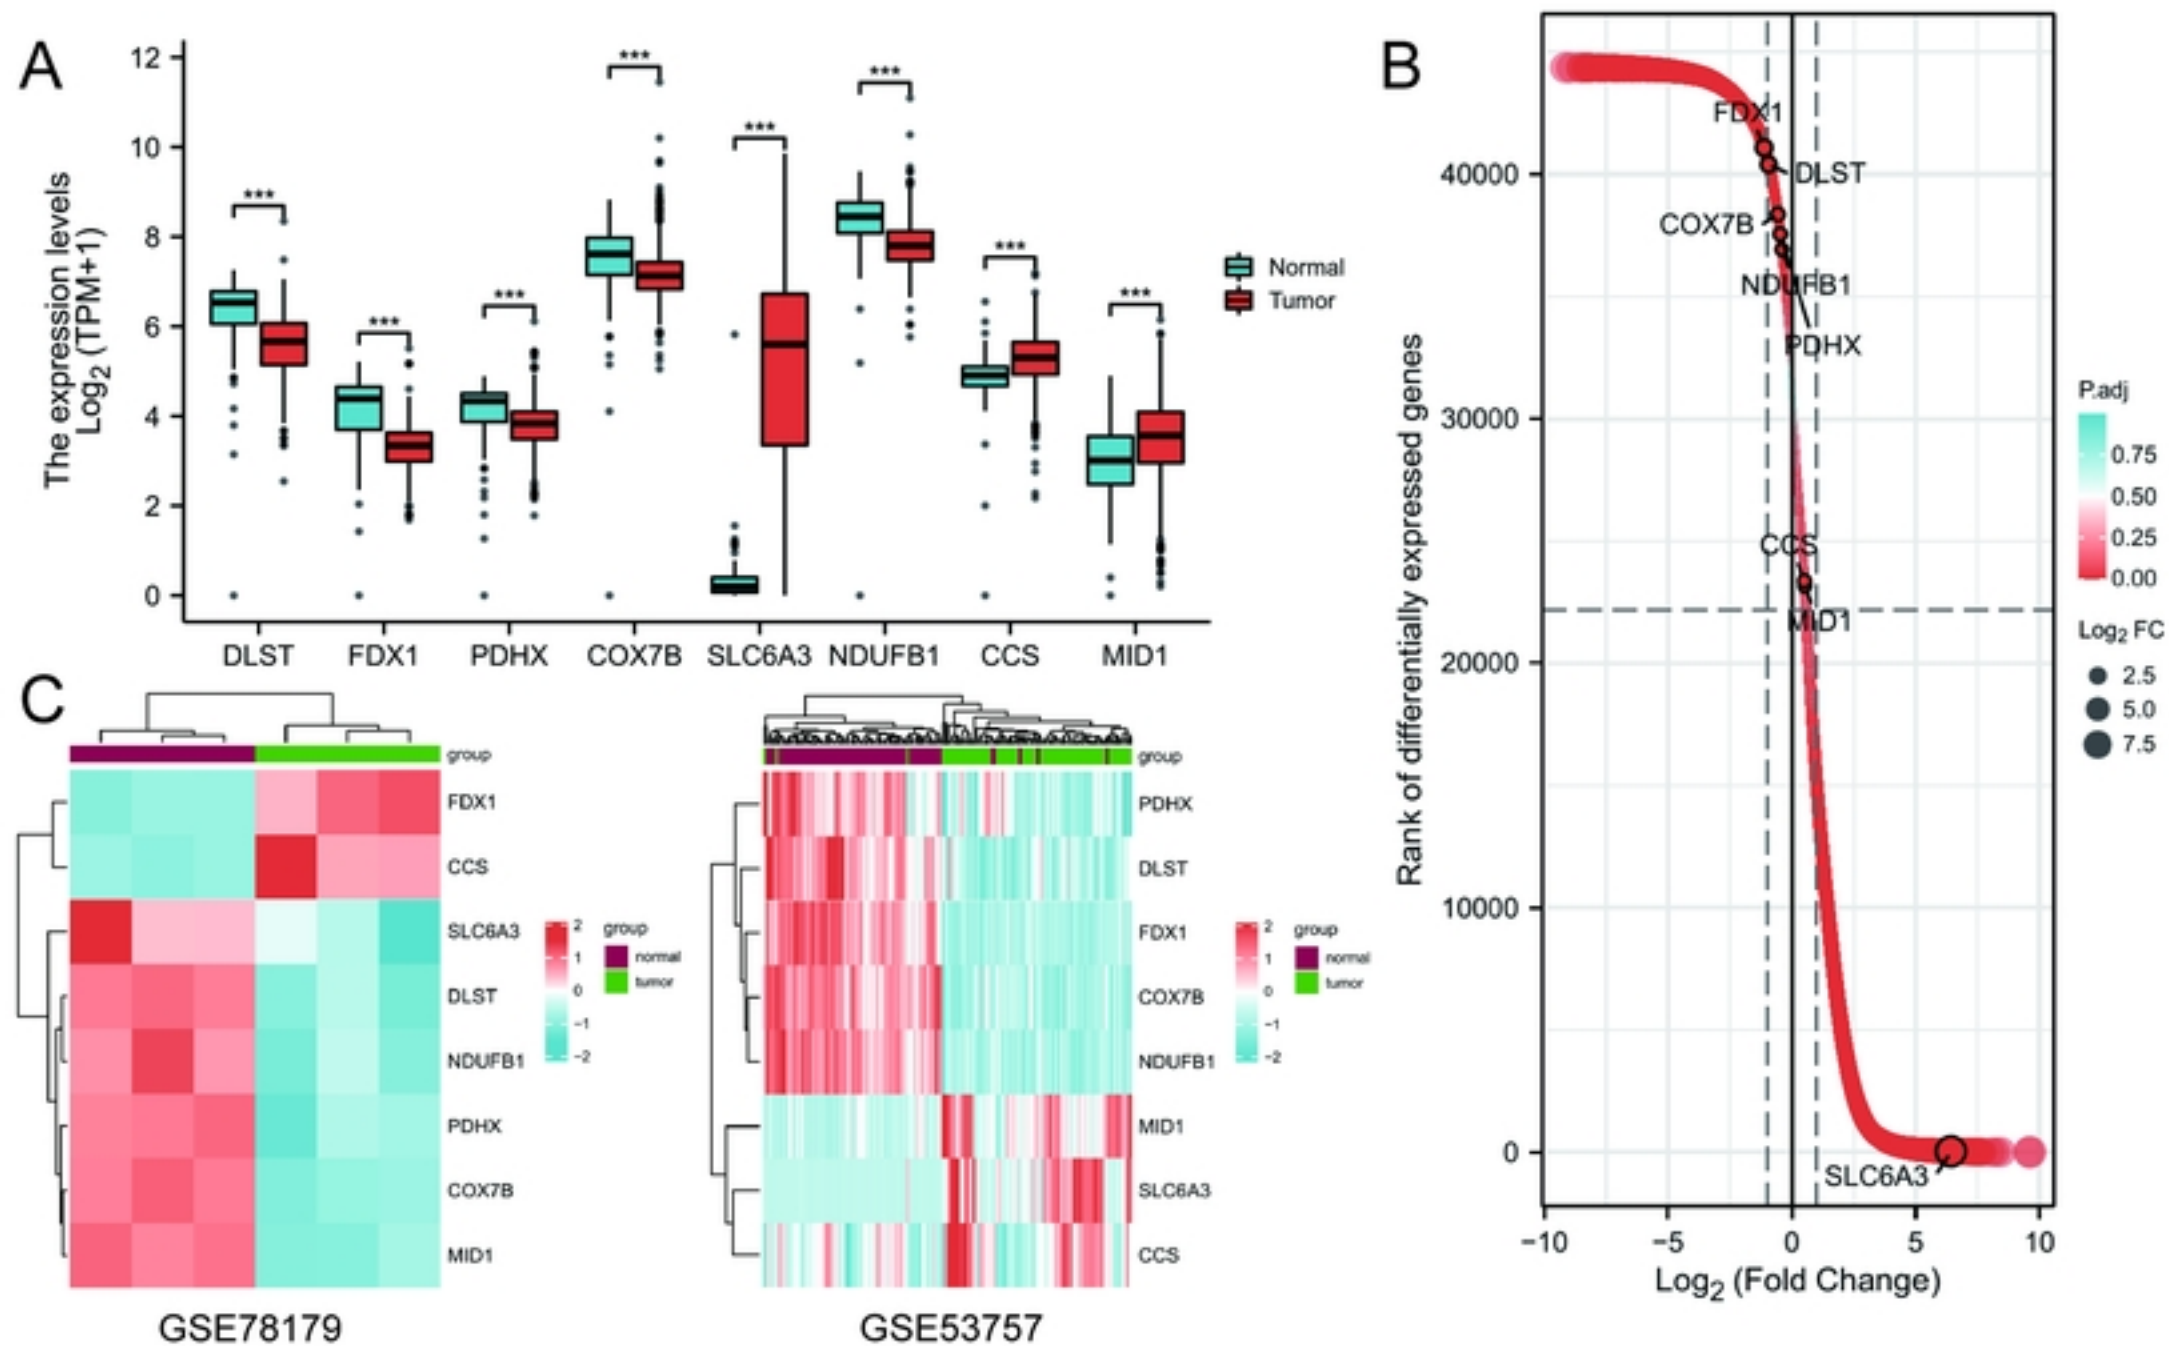 A
The expression levels
Log2 (TPM+1)
12
10
8
6
4
2
0
***
***
***
***
***
***
***
***
DLST
FDX1
PDHX
COX7B
SLC6A3
NDUFB1
CCS
MID1
Normal
Tumor
B
Rank of differentially expressed genes
40000
30000
20000
10000
0
FDX1
DLST
COX7B
NDUFB1
PDHX
CCS
MID1
SLC6A3
−10
−5
0
5
10
Log2 (Fold Change)
P.adj
0.75
0.50
0.25
0.00
Log2 FC
2.5
5.0
7.5
C
group
FDX1
CCS
SLC6A3
DLST
NDUFB1
PDHX
COX7B
MID1
2
1
0
−1
−2
group
normal
tumor
GSE78179
group
PDHX
DLST
FDX1
COX7B
NDUFB1
MID1
SLC6A3
CCS
2
1
0
−1
−2
group
normal
tumor
GSE53757